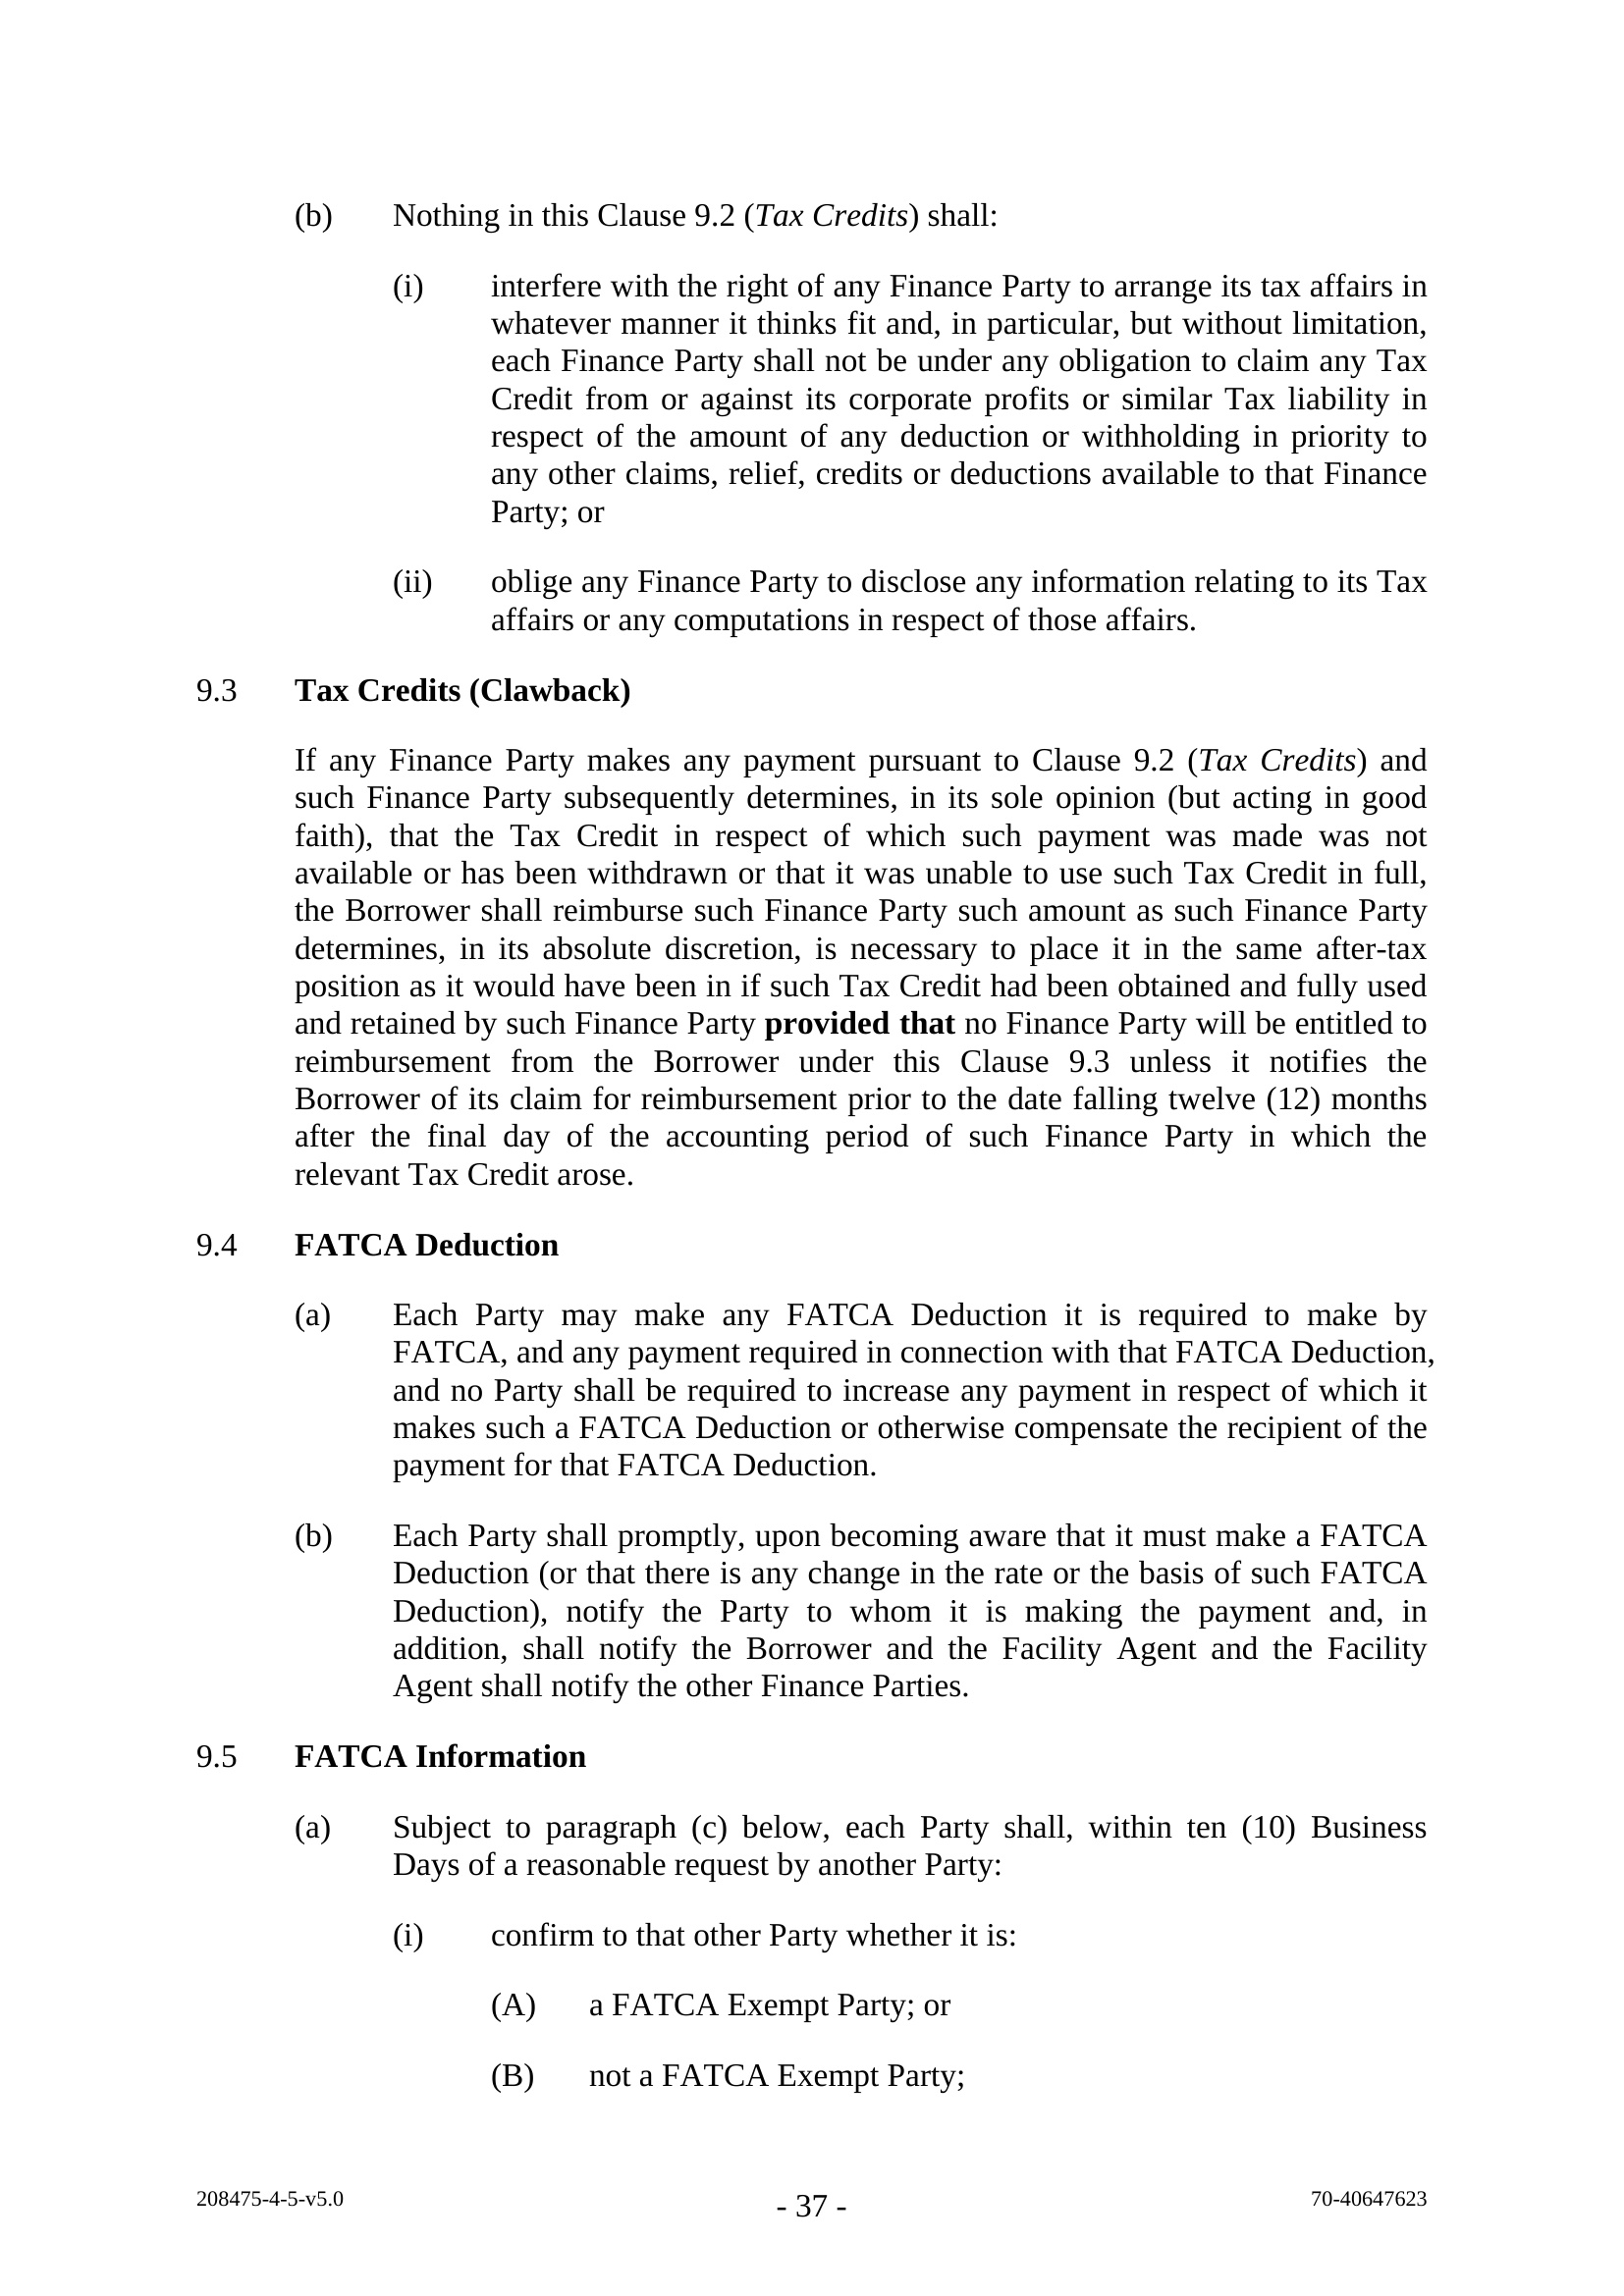 (b) Nothing in this Clause 9.2 (Tax Credits) shall:
(i) interfere with the right of any Finance Party to arrange its tax affairs in
whatever manner it thinks fit and, in particular, but without limitation,
each Finance Party shall not be under any obligation to claim any Tax
Credit from or against its corporate profits or similar Tax liability in
respect of the amount of any deduction or withholding in priority to
any other claims, relief, credits or deductions available to that Finance
Party; or
(ii) oblige any Finance Party to disclose any information relating to its Tax
affairs or any computations in respect of those affairs.
9.3 Tax Credits (Clawback)
If any Finance Party makes any payment pursuant to Clause 9.2 (Tax Credits) and
such Finance Party subsequently determines, in its sole opinion (but acting in good
faith), that the Tax Credit in respect of which such payment was made was not
available or has been withdrawn or that it was unable to use such Tax Credit in full,
the Borrower shall reimburse such Finance Party such amount as such Finance Party
determines, in its absolute discretion, is necessary to place it in the same after-tax
position as it would have been in if such Tax Credit had been obtained and fully used
and retained by such Finance Party provided that no Finance Party will be entitled to
reimbursement from the Borrower under this Clause 9.3 unless it notifies the
Borrower of its claim for reimbursement prior to the date falling twelve (12) months
after the final day of the accounting period of such Finance Party in which the
relevant Tax Credit arose.
9.4 FATCA Deduction
(a) Each Party may make any FATCA Deduction it is required to make by
FATCA, and any payment required in connection with that FATCA Deduction,
and no Party shall be required to increase any payment in respect of which it
makes such a FATCA Deduction or otherwise compensate the recipient of the
payment for that FATCA Deduction.
(b) Each Party shall promptly, upon becoming aware that it must make a FATCA
Deduction (or that there is any change in the rate or the basis of such FATCA
Deduction), notify the Party to whom it is making the payment and, in
addition, shall notify the Borrower and the Facility Agent and the Facility
Agent shall notify the other Finance Parties.
9.5 FATCA Information
(a) Subject to paragraph (c) below, each Party shall, within ten (10) Business
Days of a reasonable request by another Party:
(i) confirm to that other Party whether it is:
(A) a FATCA Exempt Party; or
(B) not a FATCA Exempt Party;
208475-4-5-v5.0 - 37 - 70-40647623